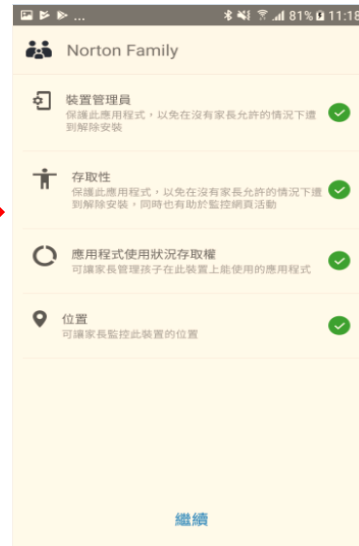 ... 81% 11:18
Norton Family
裝置管理員
保護此應用程式，以免在沒有家長允許的情況下遭
到解除安裝
存取性
保護此應用程式，以免在沒有家長允許的情況下遭
到解除安裝，同時也有助於監控網頁活動
應用程式使用狀況存取權
可讓家長管理孩子在此裝置上能使用的應用程式
位置
可讓家長監控此裝置的位置
繼續